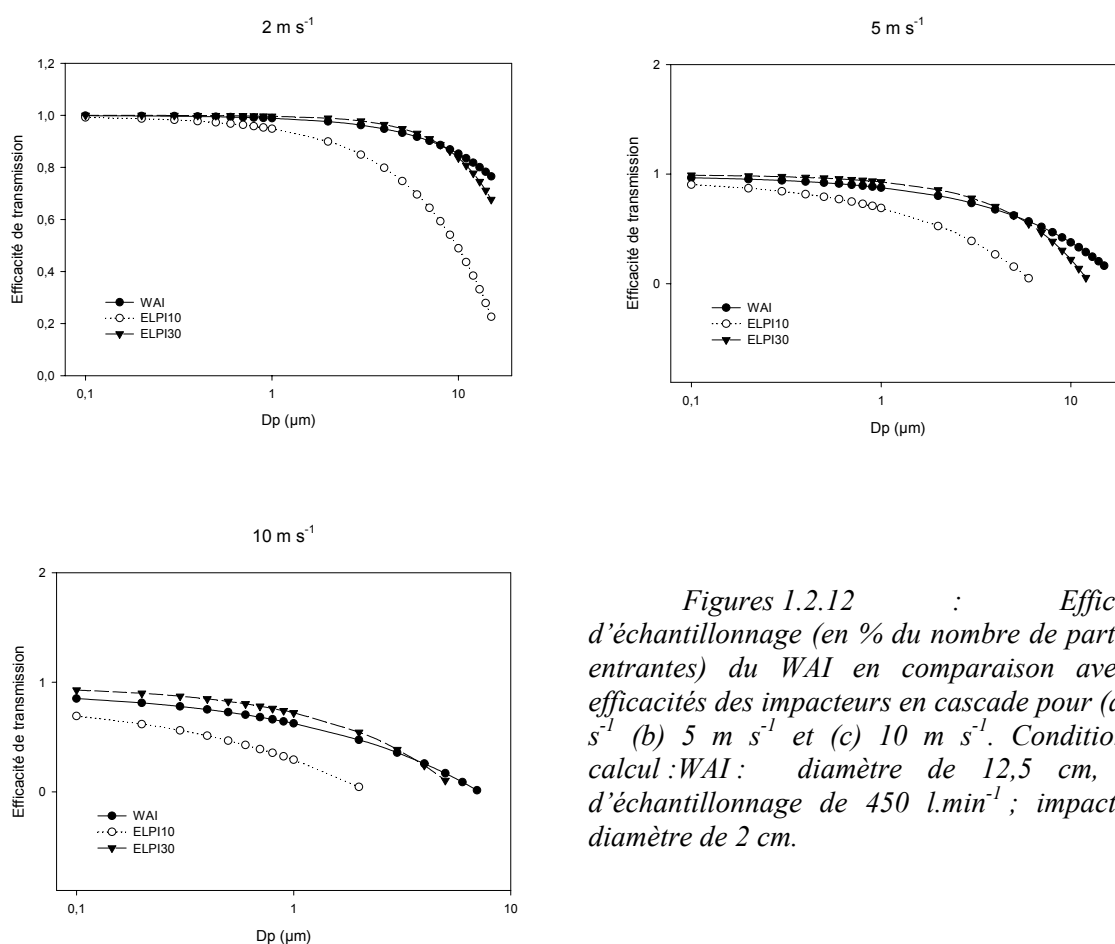 2 m s-1
Efficacité de transmission
1,2
1,0
0,8
0,6
0,4
0,2
0,0
WAI
ELPI10
ELPI30
0,1
1
10
Dp (µm)
5 m s-1
Efficacité de transmission
2
1
0
WAI
ELPI10
ELPI30
0,1
1
10
Dp (µm)
10 m s-1
Efficacité de transmission
2
1
0
WAI
ELPI10
ELPI30
0,1
1
10
Dp (µm)
Figures 1.2.12 :
d'échantillonnage (en % du nombre de
entrantes) du WAI en comparaison
efficacités des impacteurs en cascade pour
s-1 (b) 5 m s-1 et (c) 10 m s-1.
calcul :WAI : diamètre de 12,5 cm,
d'échantillonnage de 450 l.min-1 ;
diamètre de 2 cm.